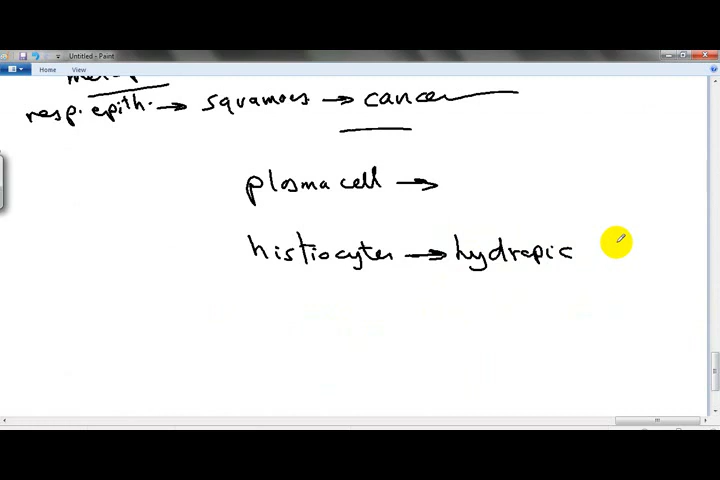 Untitled - Paint
Home View
resp. epith. → squamous → cancer
plasma cell →
histiocytes → hydropic